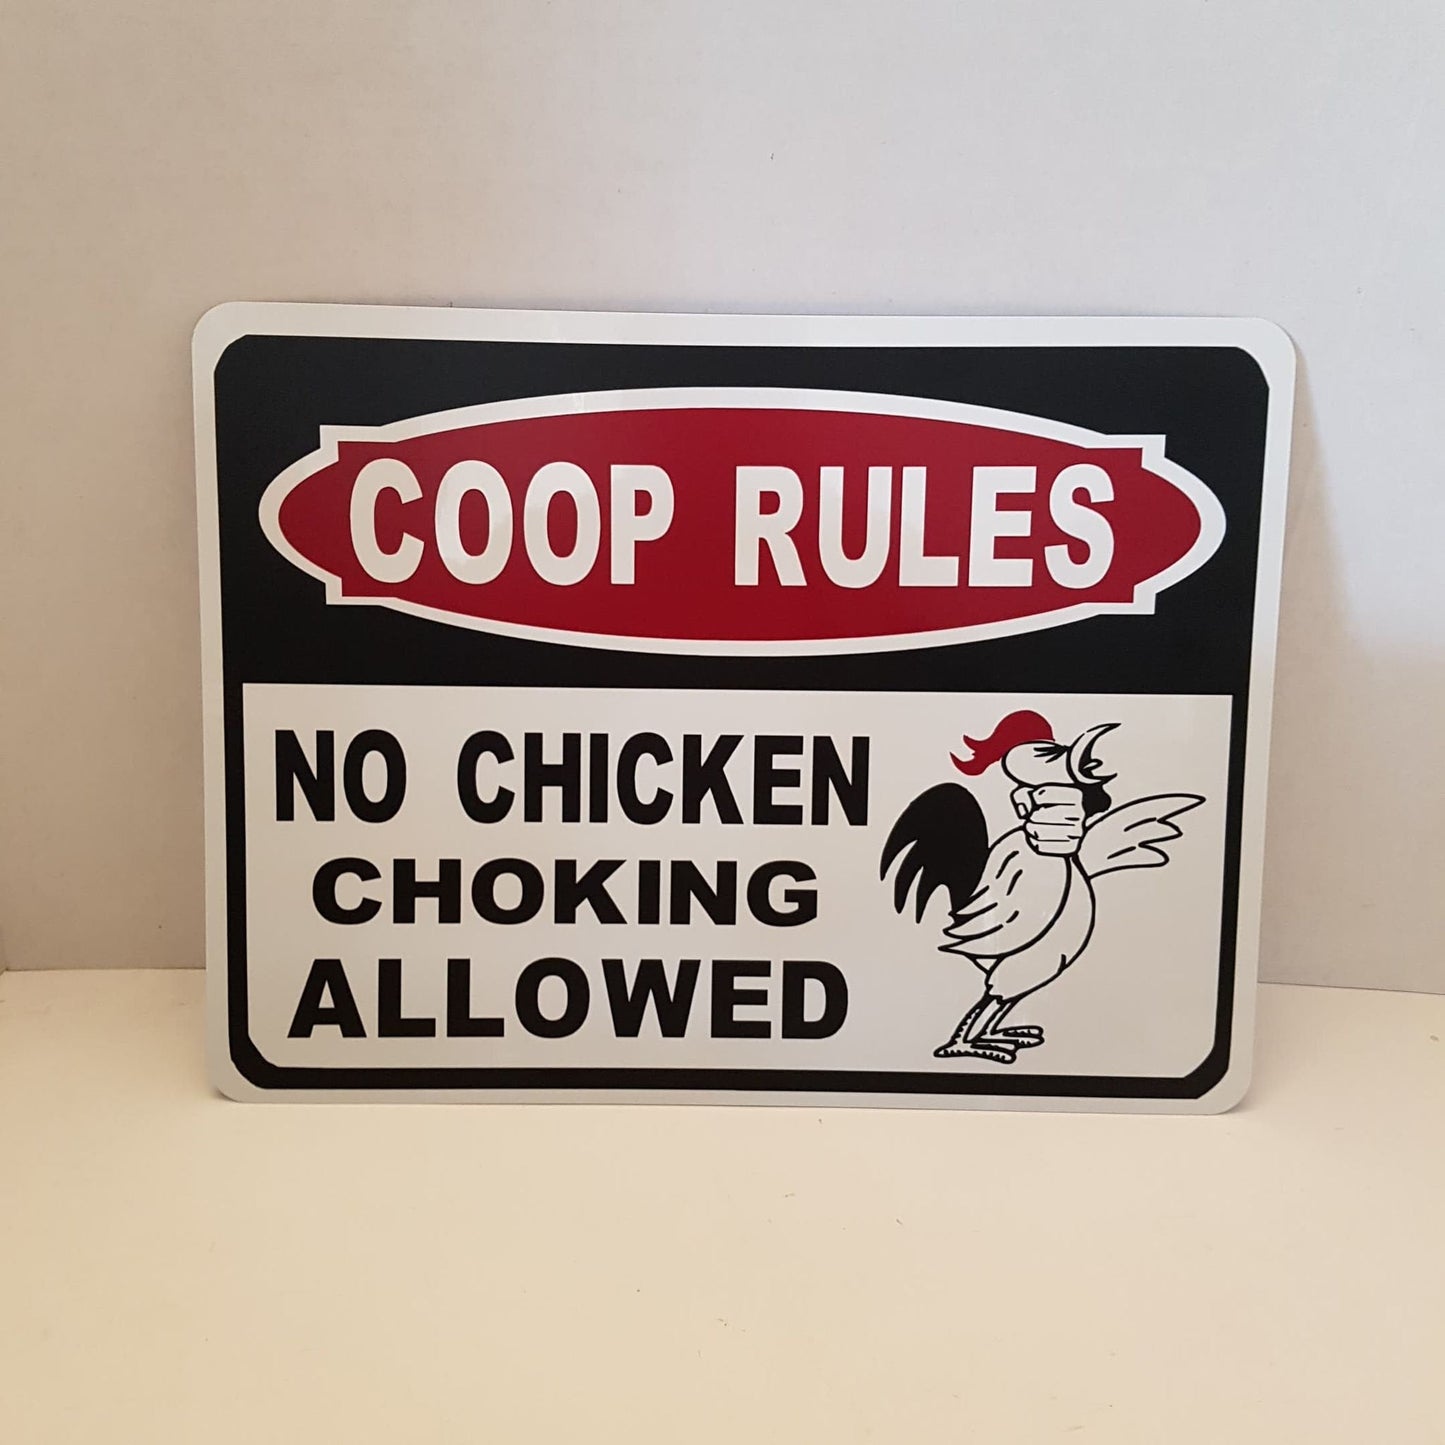 COOP RULES
NO CHICKEN
CHOKING
ALLOWED